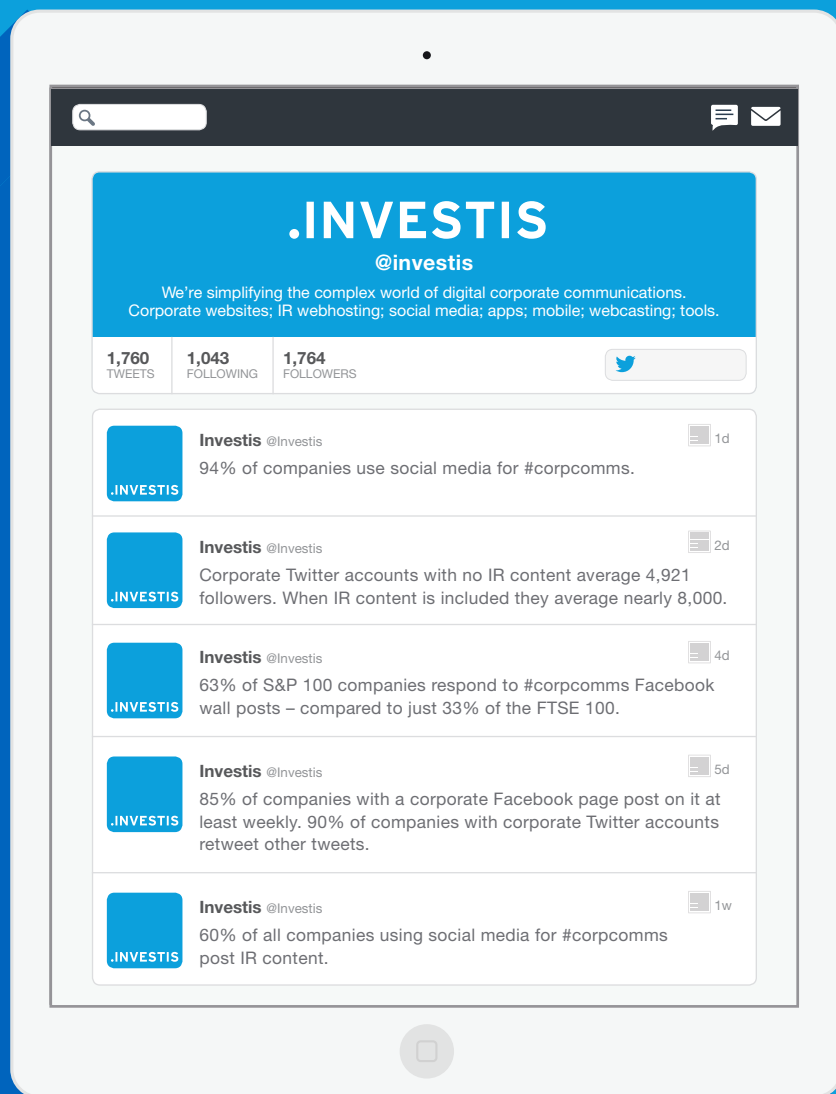 .INVESTIS
@investis
We're simplifying the complex world of digital corporate communications.
Corporate websites; IR webhosting; social media; apps; mobile; webcasting; tools.
1,760
TWEETS
1,043
FOLLOWING
1,764
FOLLOWERS
.INVESTIS
Investis @Investis
1d
94% of companies use social media for #corpcomms.
.INVESTIS
Investis @Investis
2d
Corporate Twitter accounts with no IR content average 4,921
followers. When IR content is included they average nearly 8,000.
.INVESTIS
Investis @Investis
4d
63% of S&P 100 companies respond to #corpcomms Facebook
wall posts – compared to just 33% of the FTSE 100.
.INVESTIS
Investis @Investis
5d
85% of companies with a corporate Facebook page post on it at
least weekly. 90% of companies with corporate Twitter accounts
retweet other tweets.
.INVESTIS
Investis @Investis
1w
60% of all companies using social media for #corpcomms
post IR content.